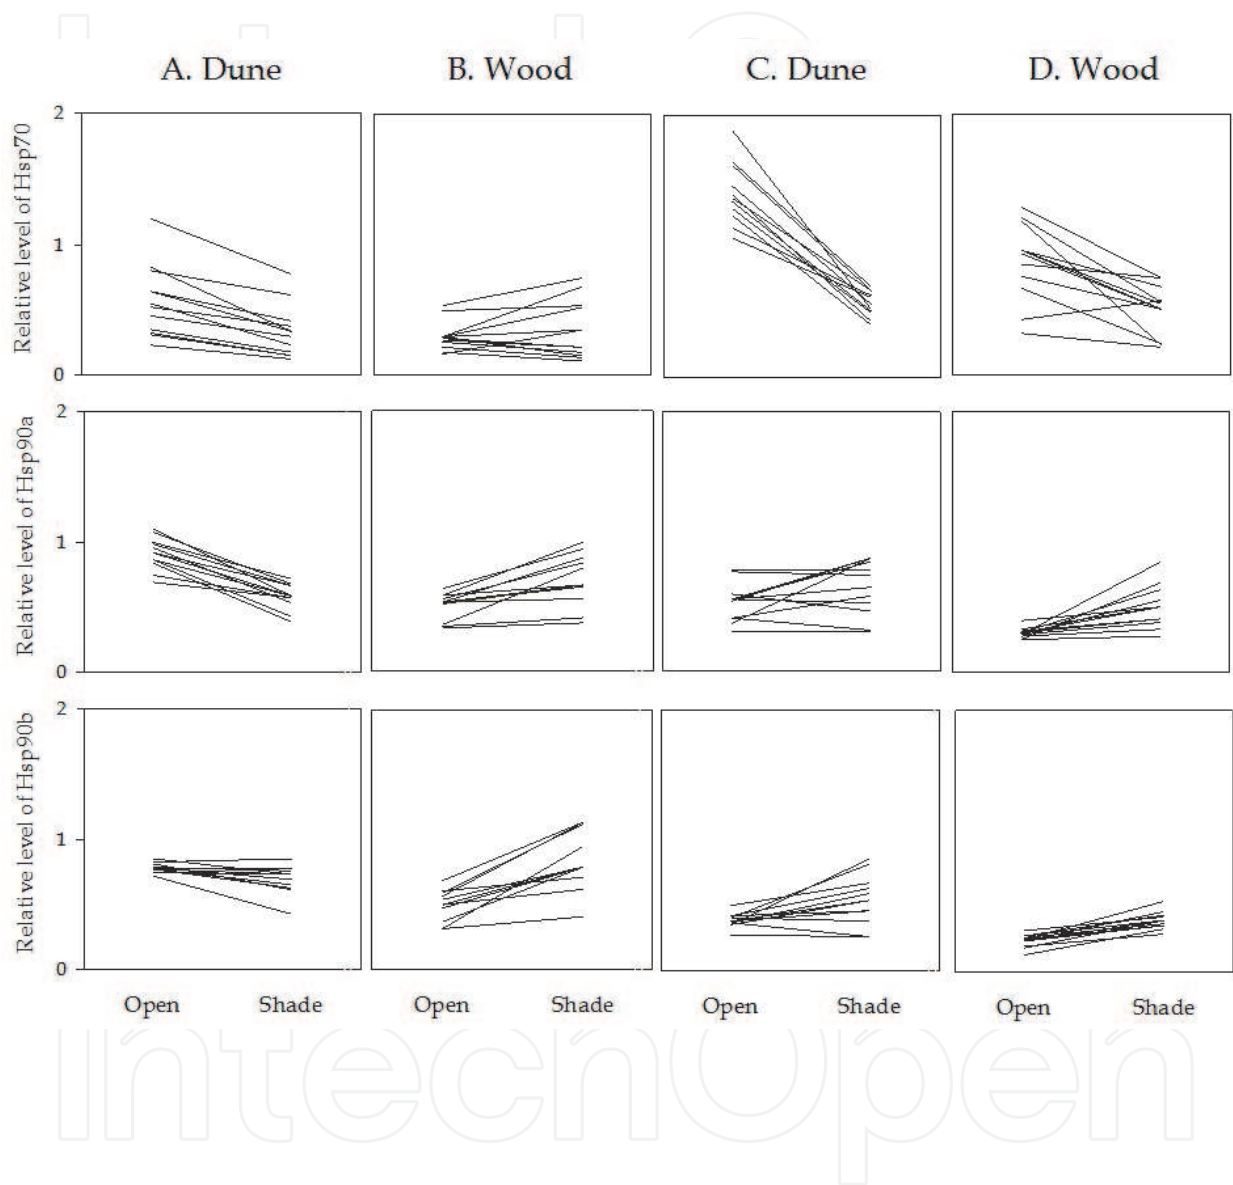 A. Dune B. Wood C. Dune D. Wood
Relative level of Hsp70
2
1
0
Relative level of Hsp90a
2
1
0
Relative level of Hsp90b
2
1
0
Open Shade Open Shade Open Shade Open Shade
IntechOpen